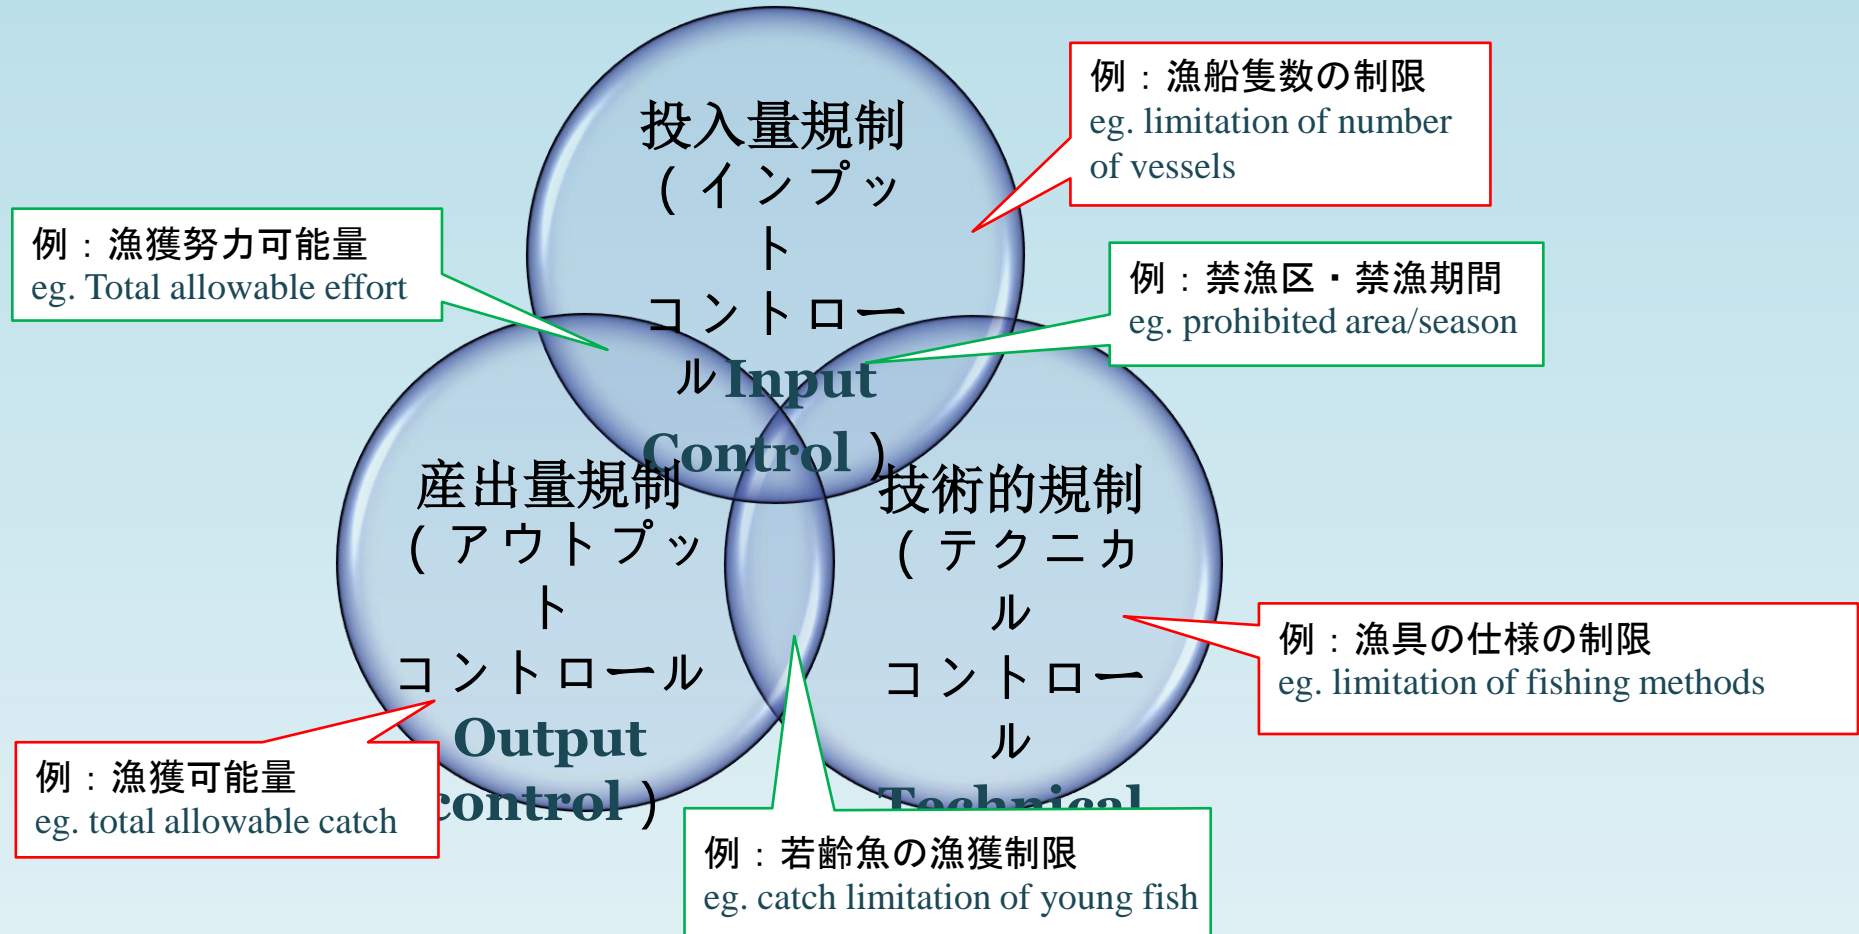 投入量規制
(インプッ
ト
コントロー
ルInput
Control)
例：漁船隻数の制限
eg. limitation of number
of vessels
例：漁獲努力可能量
eg. Total allowable effort
例：禁漁区・禁漁期間
eg. prohibited area/season
産出量規制
(アウトプッ
ト
コントロール
Output
control)
技術的規制
(テクニカ
ル
コントロー
ル
Technical
例：漁具の仕様の制限
eg. limitation of fishing methods
例：漁獲可能量
eg. total allowable catch
例：若齢魚の漁獲制限
eg. catch limitation of young fish